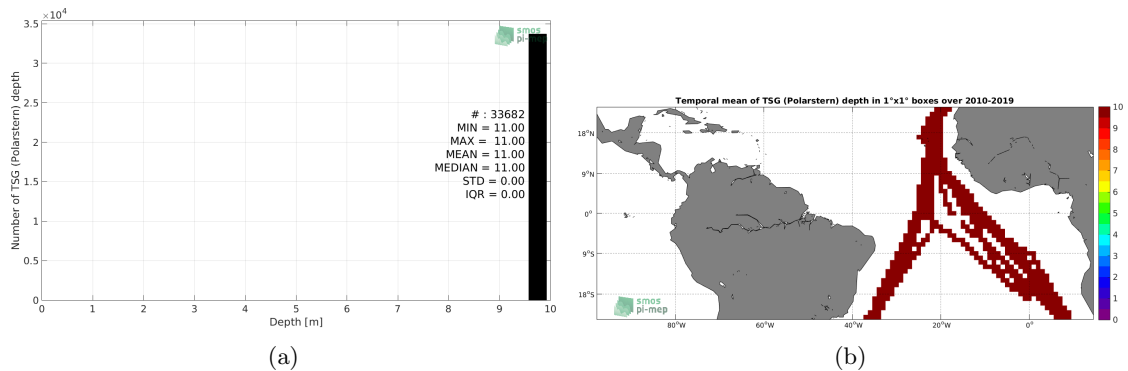 ×10⁴
3.5
3
2.5
2
1.5
1
0.5
0
Number of TSG (Polarstern) depth
smos
pi-mep
# : 33682
MIN = 11.00
MAX = 11.00
MEAN = 11.00
MEDIAN = 11.00
STD = 0.00
IQR = 0.00
0 1 2 3 4 5 6 7 8 9 10
Depth [m]
(a)
Temporal mean of TSG (Polarstern) depth in 1°x1° boxes over 2010-2019
18°N
9°N
0°
9°S
18°S
80°W 60°W 40°W 20°W 0°
smos
pi-mep
10
9
8
7
6
5
4
3
2
1
0
(b)